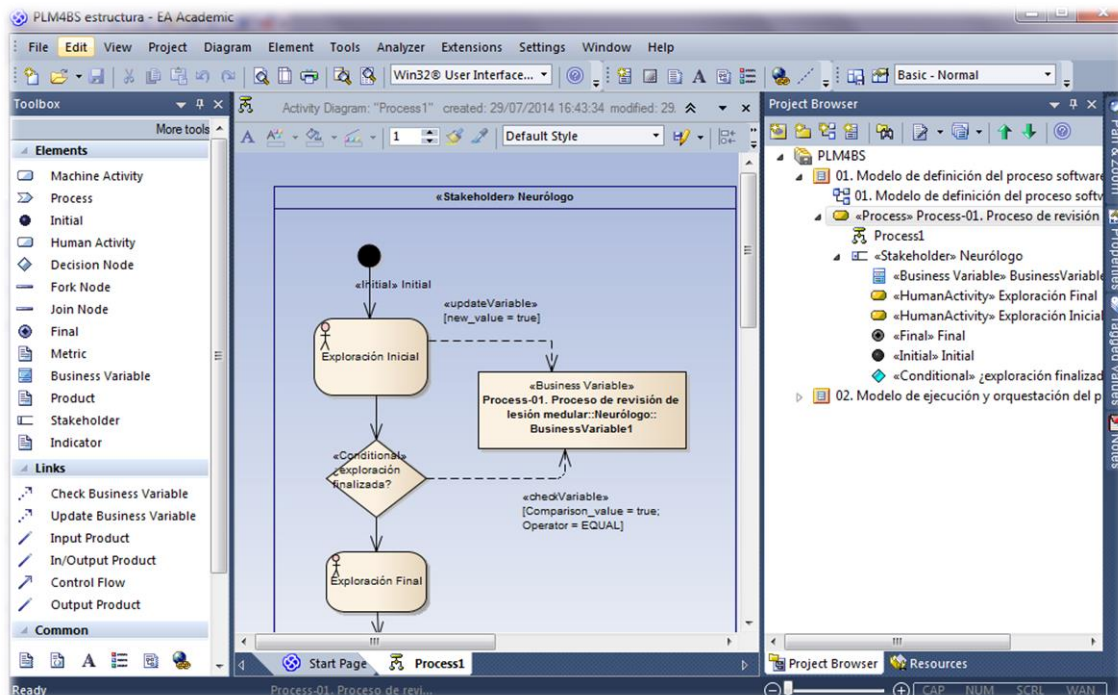 PLM4BS estructura - EA Academic
File Edit View Project Diagram Element Tools Analyzer Extensions Settings Window Help
Win32® User Interface...
Basic - Normal
Toolbox
More tools
Elements
Machine Activity
Process
Initial
Human Activity
Decision Node
Fork Node
Join Node
Final
Metric
Business Variable
Product
Stakeholder
Indicator
Links
Check Business Variable
Update Business Variable
Input Product
In/Output Product
Control Flow
Output Product
Common
Activity Diagram: "Process1" created: 29/07/2014 16:43:34 modified: 29.
1
Default Style
«Stakeholder» Neurólogo
«Initial» Initial
«updateVariable»
[new_value = true]
Exploración Inicial
«Business Variable»
Process-01. Proceso de revisión de
lesión medular::Neurólogo::
BusinessVariable1
«Conditional»
¿exploración
finalizada?
«checkVariable»
[Comparison_value = true;
Operator = EQUAL]
Exploración Final
Start Page
Process1
Project Browser
PLM4BS
01. Modelo de definición del proceso software
01. Modelo de definición del proceso softw
«Process» Process-01. Proceso de revisión
Process1
«Stakeholder» Neurólogo
«Business Variable» BusinessVariable
«HumanActivity» Exploración Final
«HumanActivity» Exploración Inicial
«Final» Final
«Initial» Initial
«Conditional» ¿exploración finalizad
02. Modelo de ejecución y orquestación del p
Project Browser
Resources
Pan & Zoom
Properties
Tagged Values
Notes
Ready
Process-01. Proceso de revi...
CAP NUM SCRL WAN